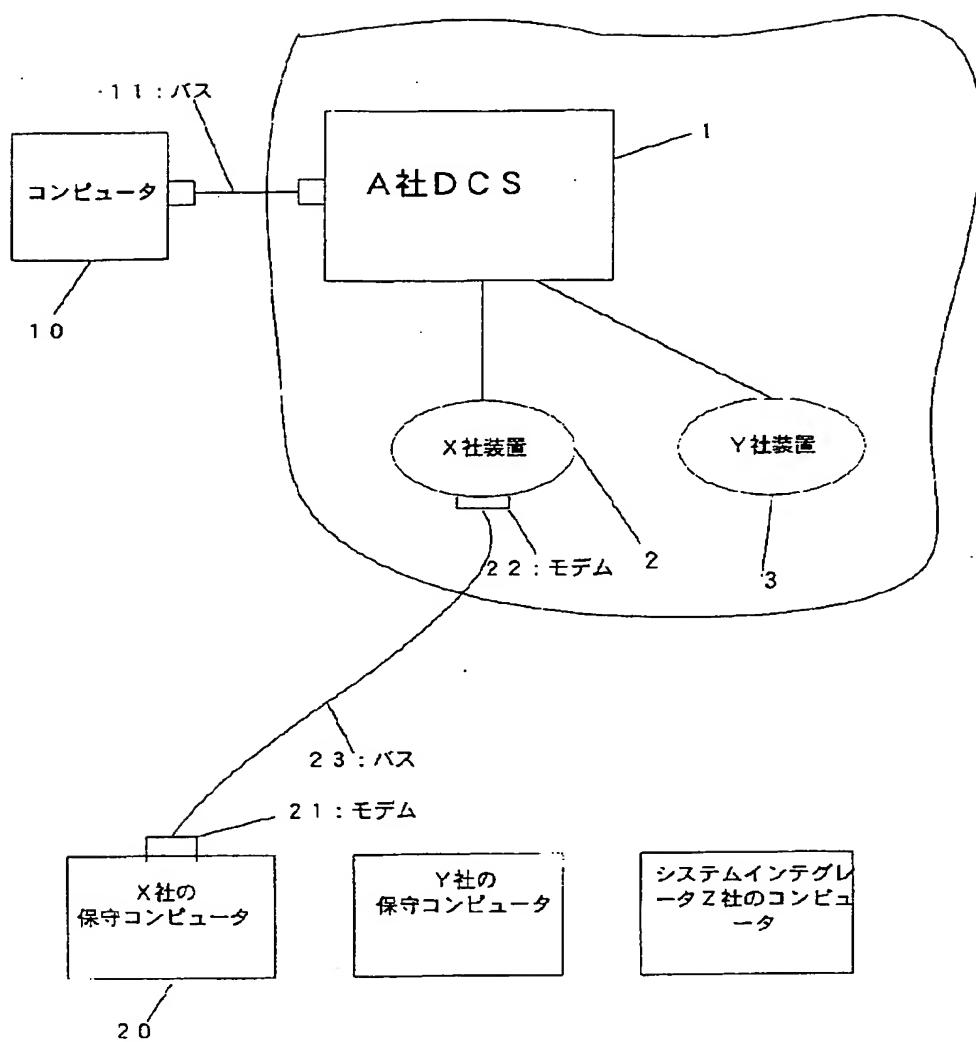 11:バス
1
コンピュータ
A社DCS
10
X社装置
Y社装置
22:モデム
2
3
23:バス
21:モデム
X社の
保守コンピュータ
Y社の
保守コンピュータ
システムインテグレ
ータZ社のコンピュ
ータ
20